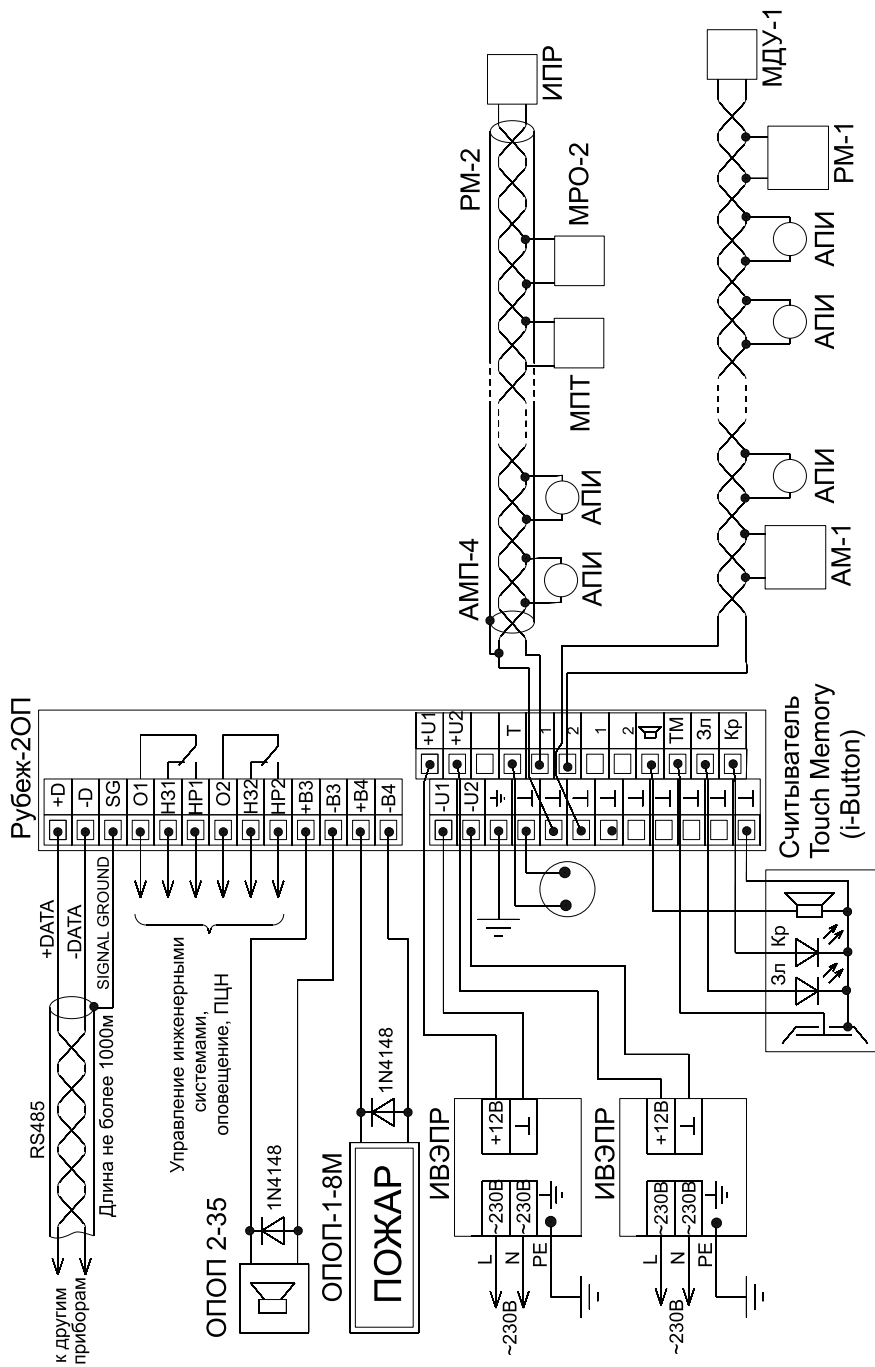 Рубеж-2ОП
+D
-D
SG
О1
НЗ1
НР1
О2
НЗ2
НР2
+В3
-В3
+В4
-В4
-U1
-U2
+U1
+U2
Т
1
2
1
2
ТМ
Зл
Кр
+DATA
-DATA
SIGNAL GROUND
RS485
Длина не более 1000м
к другим
приборам
Управление инженерными
системами,
оповещение, ПЦН
1N4148
ОПОП 2-35
1N4148
ОПОП-1-8М
ПОЖАР
ИВЭПР
+12В
~230В
~230В
L
N
PE
~230В
ИВЭПР
+12В
~230В
~230В
L
N
PE
~230В
Считыватель
Touch Memory
(i-Button)
Зл
Кр
АМП-4
РМ-2
АПИ
АПИ
МПТ
МРО-2
ИПР
АМ-1
АПИ
АПИ
АПИ
РМ-1
МДУ-1